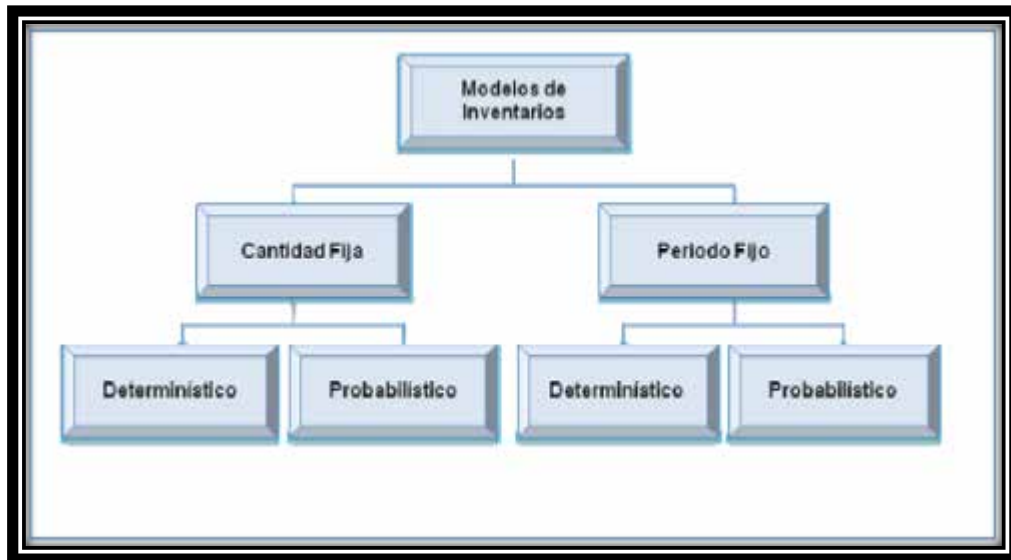 Modelos de
Inventarios
Cantidad Fija
Periodo Fijo
Determinístico
Probabilístico
Determinístico
Probabilístico